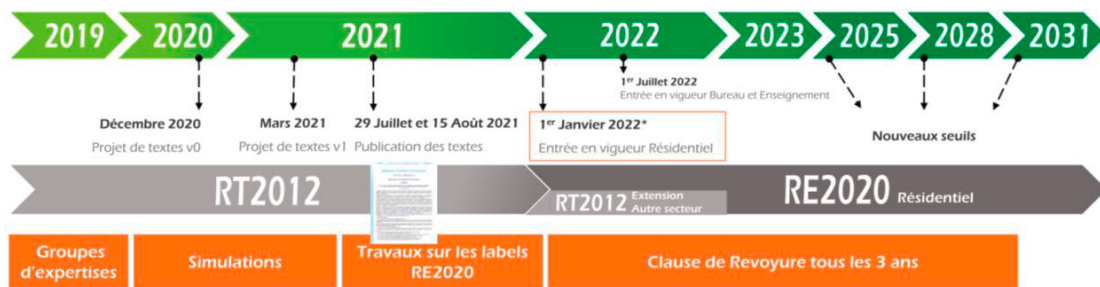 2019 2020 2021 2022 2023 2025 2028 2031
1er Juillet 2022
Entrée en vigueur Bureau et Enseignement
Décembre 2020
Projet de textes v0
Mars 2021
Projet de textes v1
29 Juillet et 15 Août 2021
Publication des textes
1er Janvier 2022*
Entrée en vigueur Résidentiel
Nouveaux seuils
RT2012
RT2012 Extension
Autre secteur
RE2020 Résidentiel
Groupes
d'expertises
Simulations
Travaux sur les labels
RE2020
Clause de Revoyure tous les 3 ans